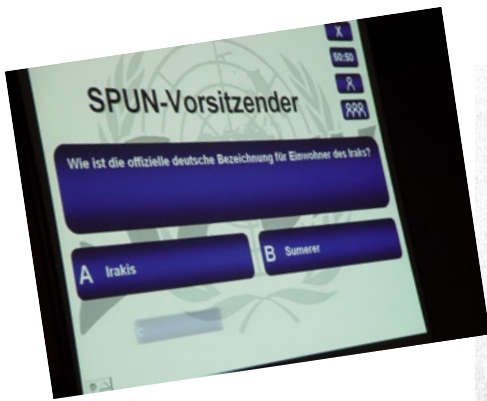 X
50:50
SPUN-Vorsitzender
Wie ist die offizielle deutsche Bezeichnung für Einwohner des Iraks?
A Irakis
B Sumerer